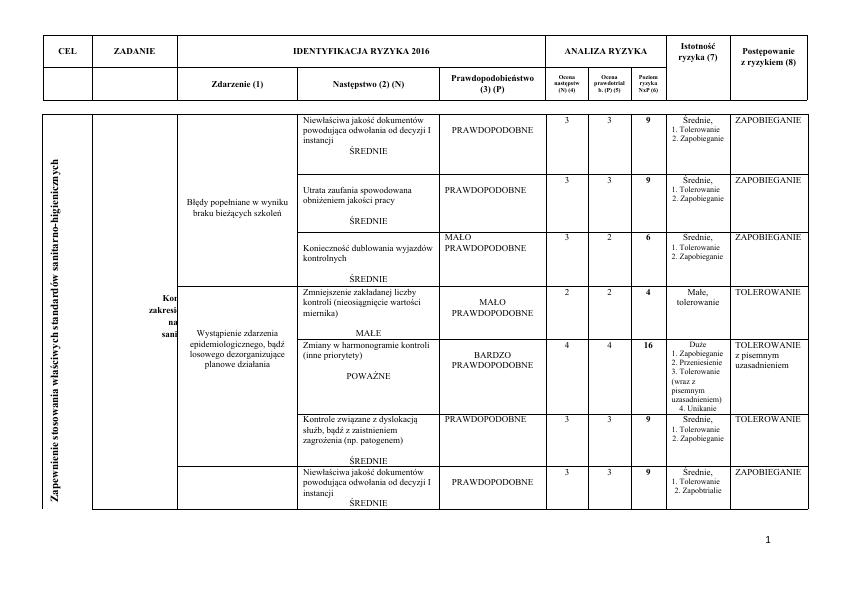 CEL
ZADANIE
IDENTYFIKACJA RYZYKA 2016
ANALIZA RYZYKA
Istotność
ryzyka (7)
Postępowanie
z ryzykiem (8)
Zdarzenie (1)
Następstwo (2) (N)
Prawdopodobieństwo
(3) (P)
Ocena
następstw
(N) (4)
Ocena
prawdotrial
b. (P) (5)
Poziom
ryzyka
NxP (6)
Zapewnienie stosowania właściwych standardów sanitarno-higienicznych
Kon
zakresi
na
sani
Błędy popełniane w wyniku
braku bieżących szkoleń
Niewłaściwa jakość dokumentów
powodująca odwołania od decyzji I
instancji
ŚREDNIE
PRAWDOPODOBNE
3
3
9
Średnie,
1. Tolerowanie
2. Zapobieganie
ZAPOBIEGANIE
Utrata zaufania spowodowana
obniżeniem jakości pracy
ŚREDNIE
PRAWDOPODOBNE
3
3
9
Średnie,
1. Tolerowanie
2. Zapobieganie
ZAPOBIEGANIE
Konieczność dublowania wyjazdów
kontrolnych
ŚREDNIE
MAŁO
PRAWDOPODOBNE
3
2
6
Średnie,
1. Tolerowanie
2. Zapobieganie
ZAPOBIEGANIE
Wystąpienie zdarzenia
epidemiologicznego, bądź
losowego dezorganizujące
planowe działania
Zmniejszenie zakładanej liczby
kontroli (nieosiągnięcie wartości
miernika)
MAŁE
MAŁO
PRAWDOPODOBNE
2
2
4
Małe,
tolerowanie
TOLEROWANIE
Zmiany w harmonogramie kontroli
(inne priorytety)
POWAŻNE
BARDZO
PRAWDOPODOBNE
4
4
16
Duże
1. Zapobieganie
2. Przeniesienie
3. Tolerowanie
(wraz z
pisemnym
uzasadnieniem)
4. Unikanie
TOLEROWANIE
z pisemnym
uzasadnieniem
Kontrole związane z dyslokacją
służb, bądź z zaistnieniem
zagrożenia (np. patogenem)
ŚREDNIE
PRAWDOPODOBNE
3
3
9
Średnie,
1. Tolerowanie
2. Zapobieganie
TOLEROWANIE
Niewłaściwa jakość dokumentów
powodująca odwołania od decyzji I
instancji
ŚREDNIE
PRAWDOPODOBNE
3
3
9
Średnie,
1. Tolerowanie
2. Zapobtrialie
ZAPOBIEGANIE
1